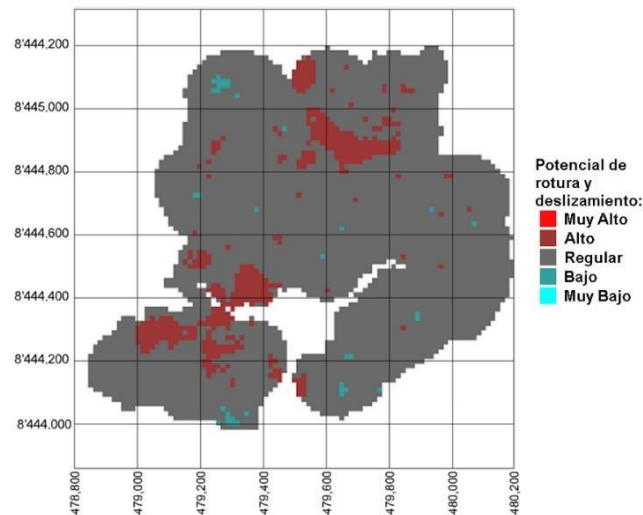 8'444,200
8'445,000
8'444,800
8'444,600
8'444,400
8'444,200
8'444,000
478,800
479,000
479,200
479,400
479,600
479,800
480,000
480,200
Potencial de
rotura y
deslizamiento:
Muy Alto
Alto
Regular
Bajo
Muy Bajo